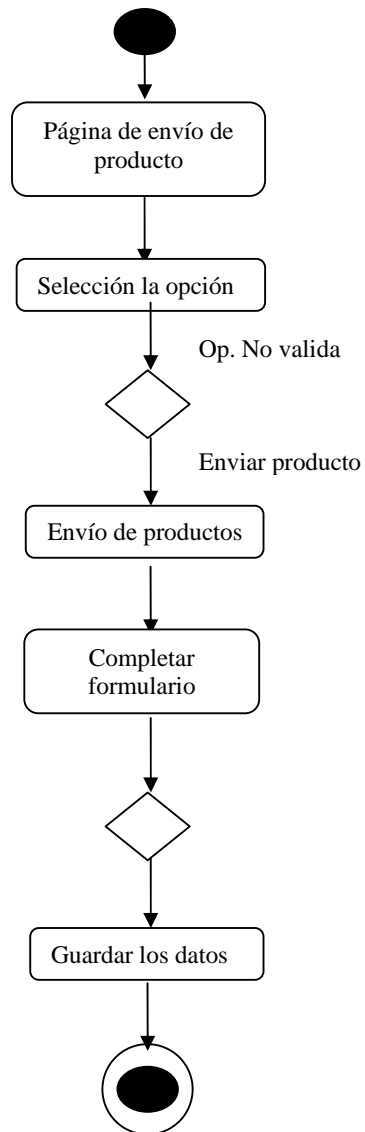 Página de envío de
producto
Selección la opción
Op. No valida
Enviar producto
Envío de productos
Completar
formulario
Guardar los datos